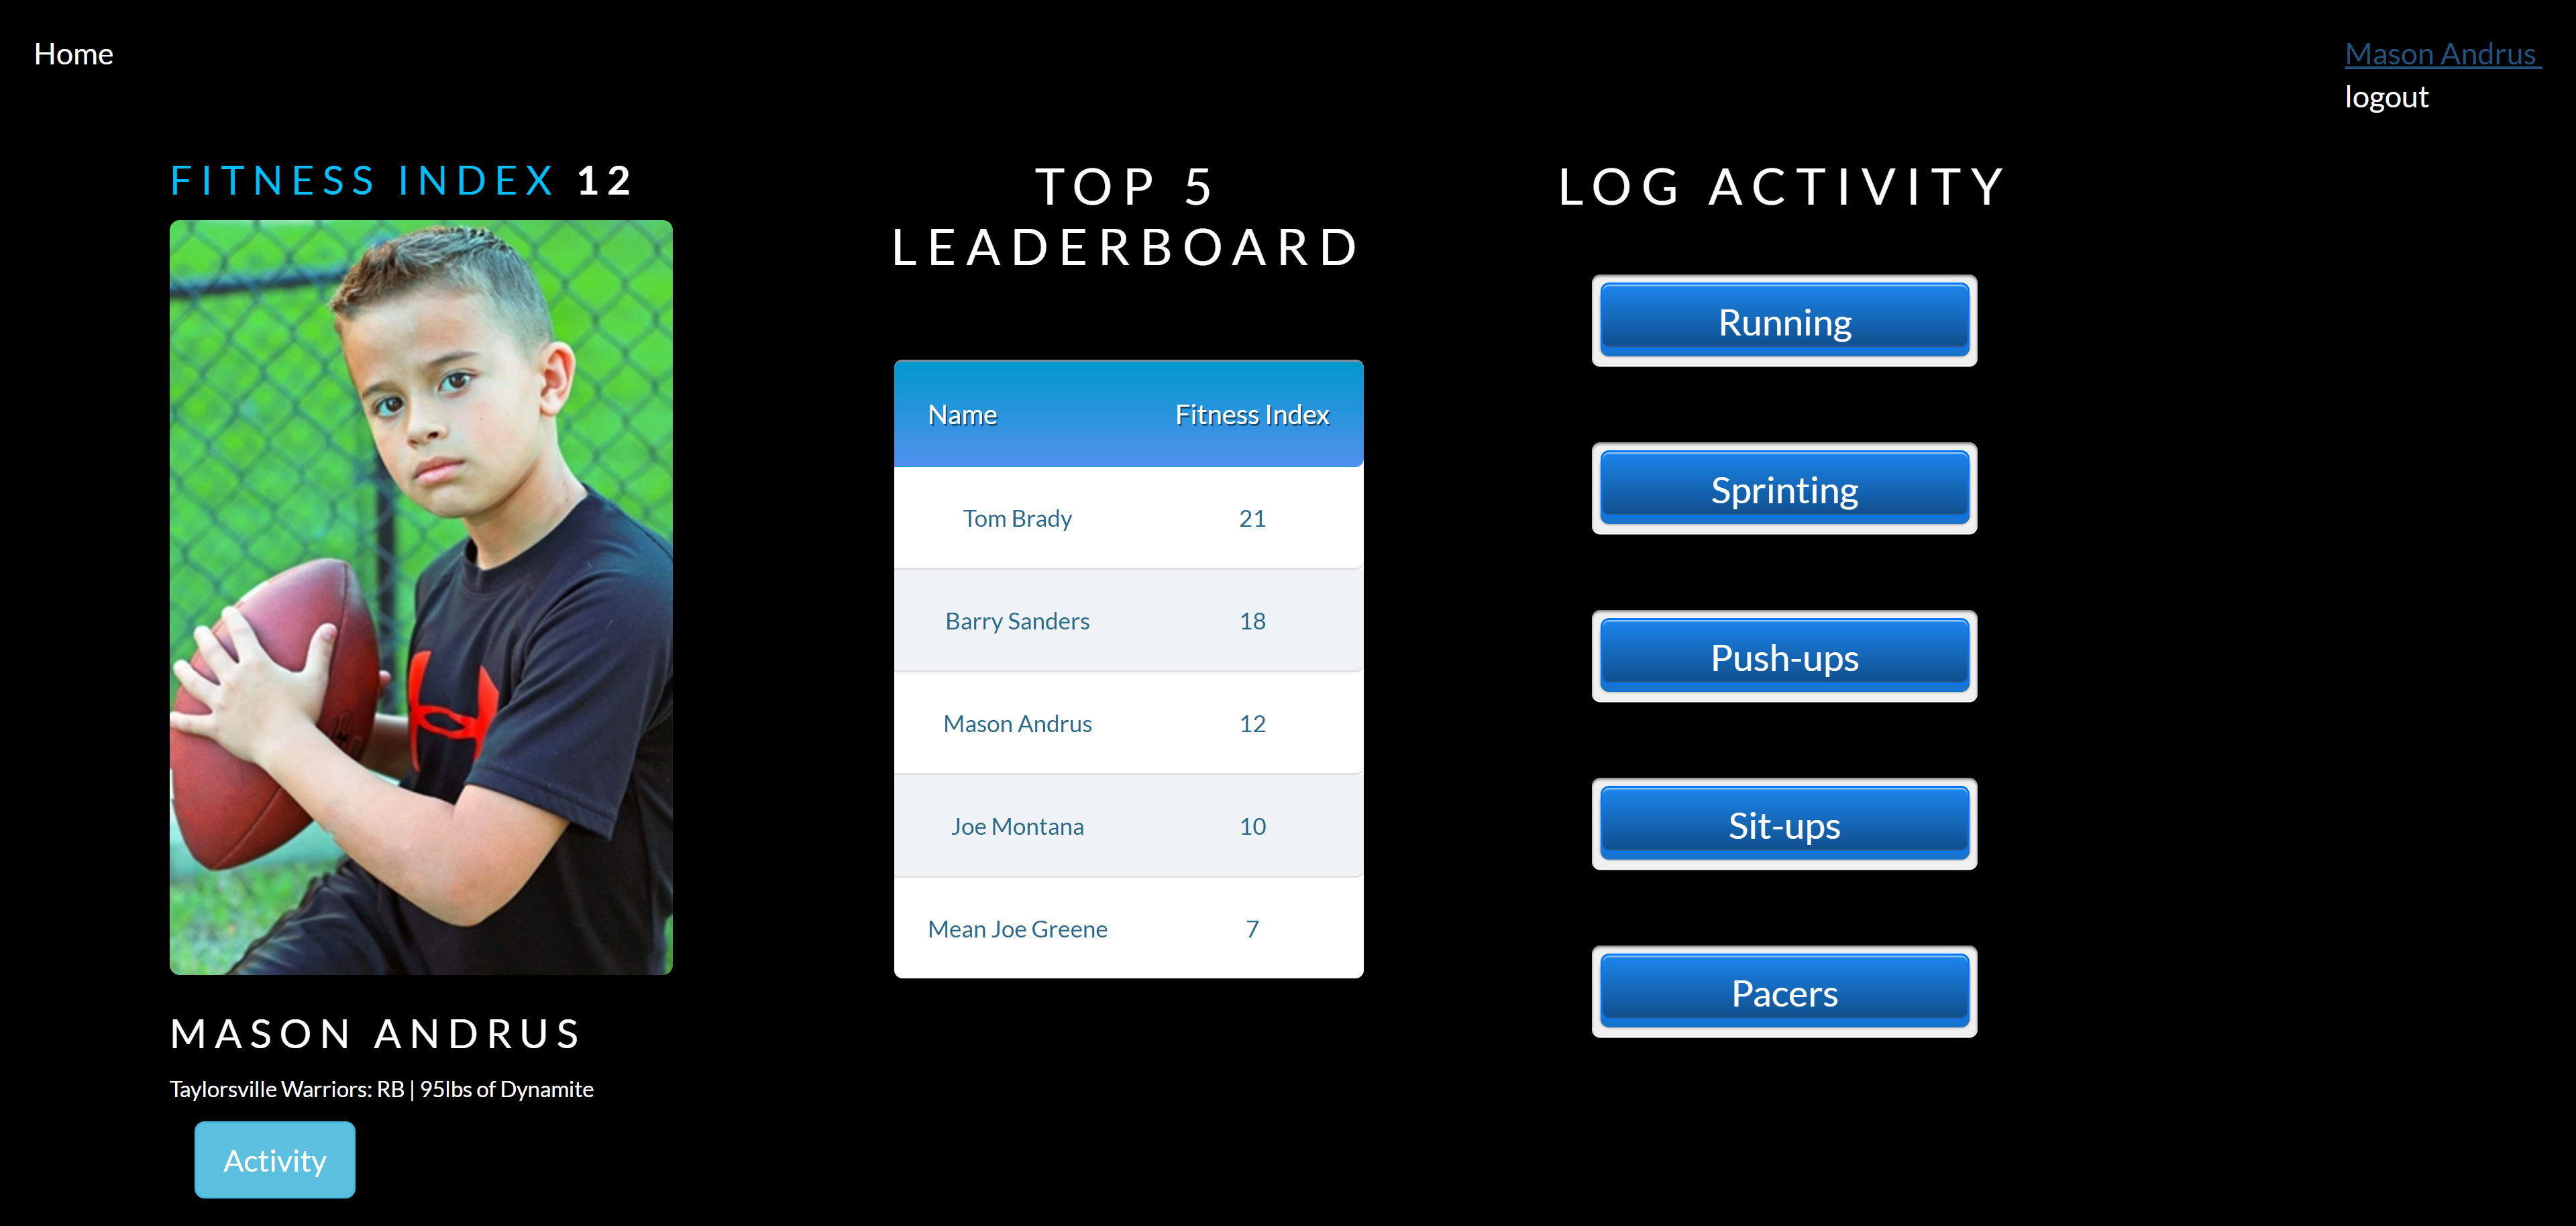 Home
Mason Andrus
logout
FITNESS INDEX 12
MASON ANDRUS
Taylorsville Warriors: RB | 95lbs of Dynamite
Activity
TOP 5
LEADERBOARD
Name Fitness Index
Tom Brady 21
Barry Sanders 18
Mason Andrus 12
Joe Montana 10
Mean Joe Greene 7
LOG ACTIVITY
Running
Sprinting
Push-ups
Sit-ups
Pacers